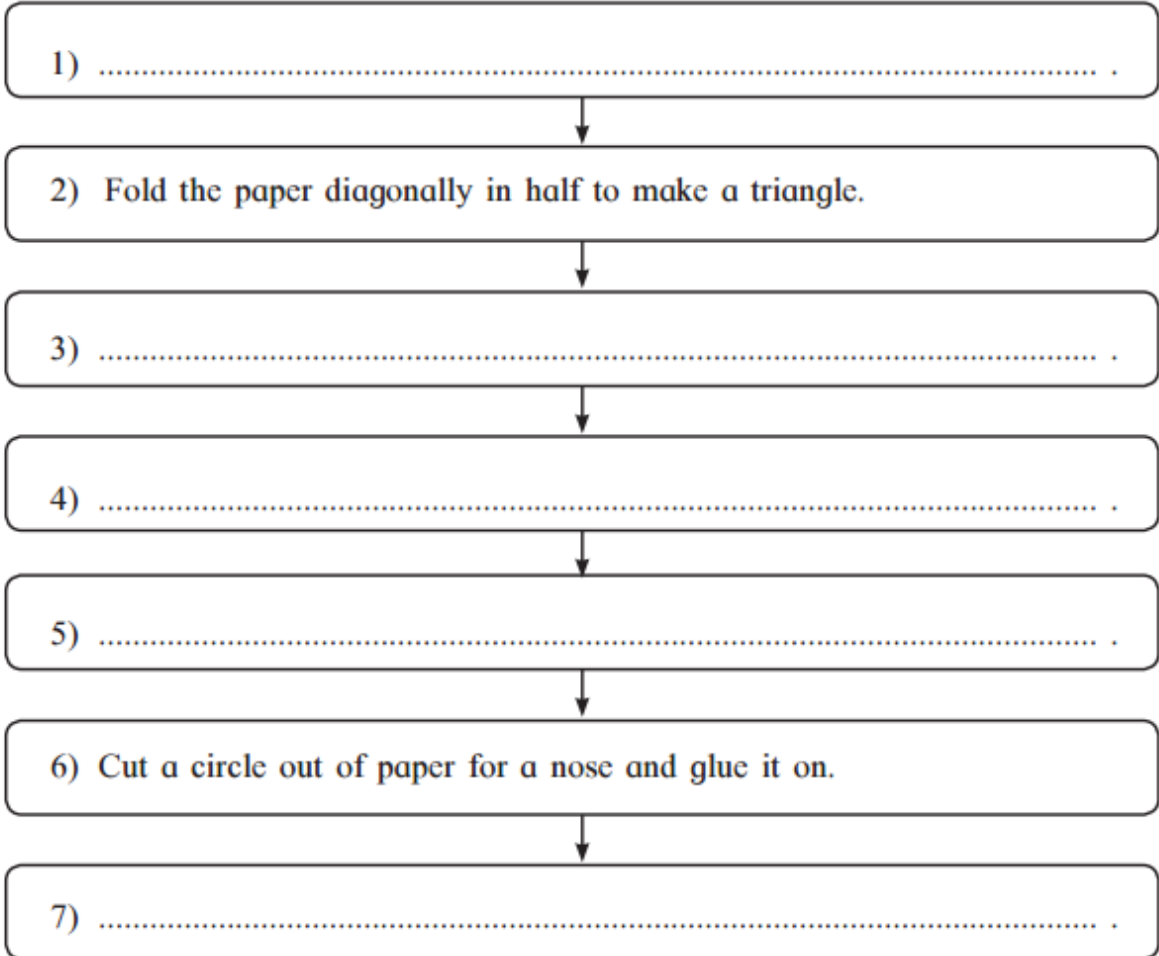 1) ........................................................................................................................ .
2) Fold the paper diagonally in half to make a triangle.
3) ........................................................................................................................ .
4) ........................................................................................................................ .
5) ........................................................................................................................ .
6) Cut a circle out of paper for a nose and glue it on.
7) ........................................................................................................................ .